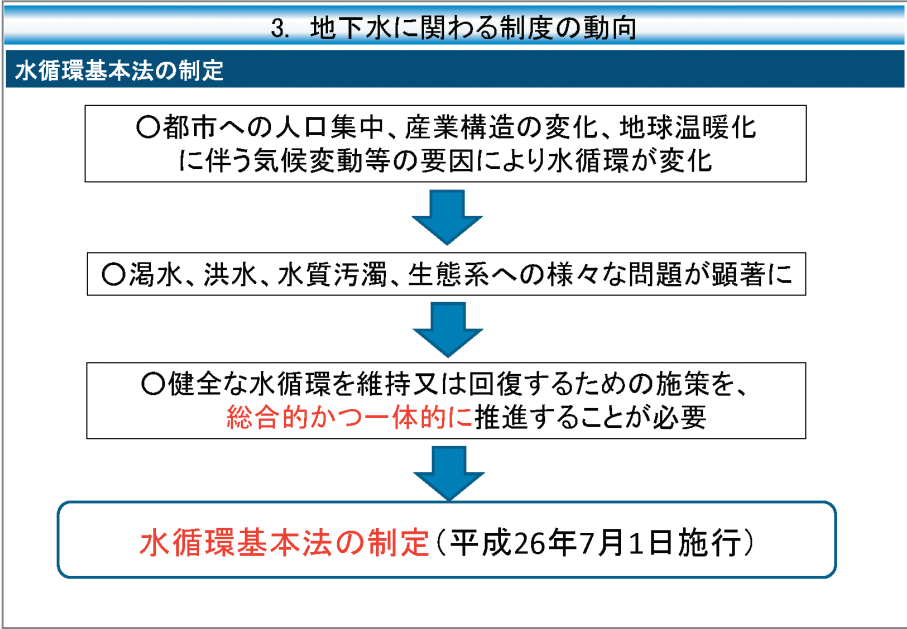 3. 地下水に関わる制度の動向
水循環基本法の制定
○都市への人口集中、産業構造の変化、地球温暖化
に伴う気候変動等の要因により水循環が変化
○渇水、洪水、水質汚濁、生態系への様々な問題が顕著に
○健全な水循環を維持又は回復するための施策を、
総合的かつ一体的に推進することが必要
水循環基本法の制定(平成26年7月1日施行)